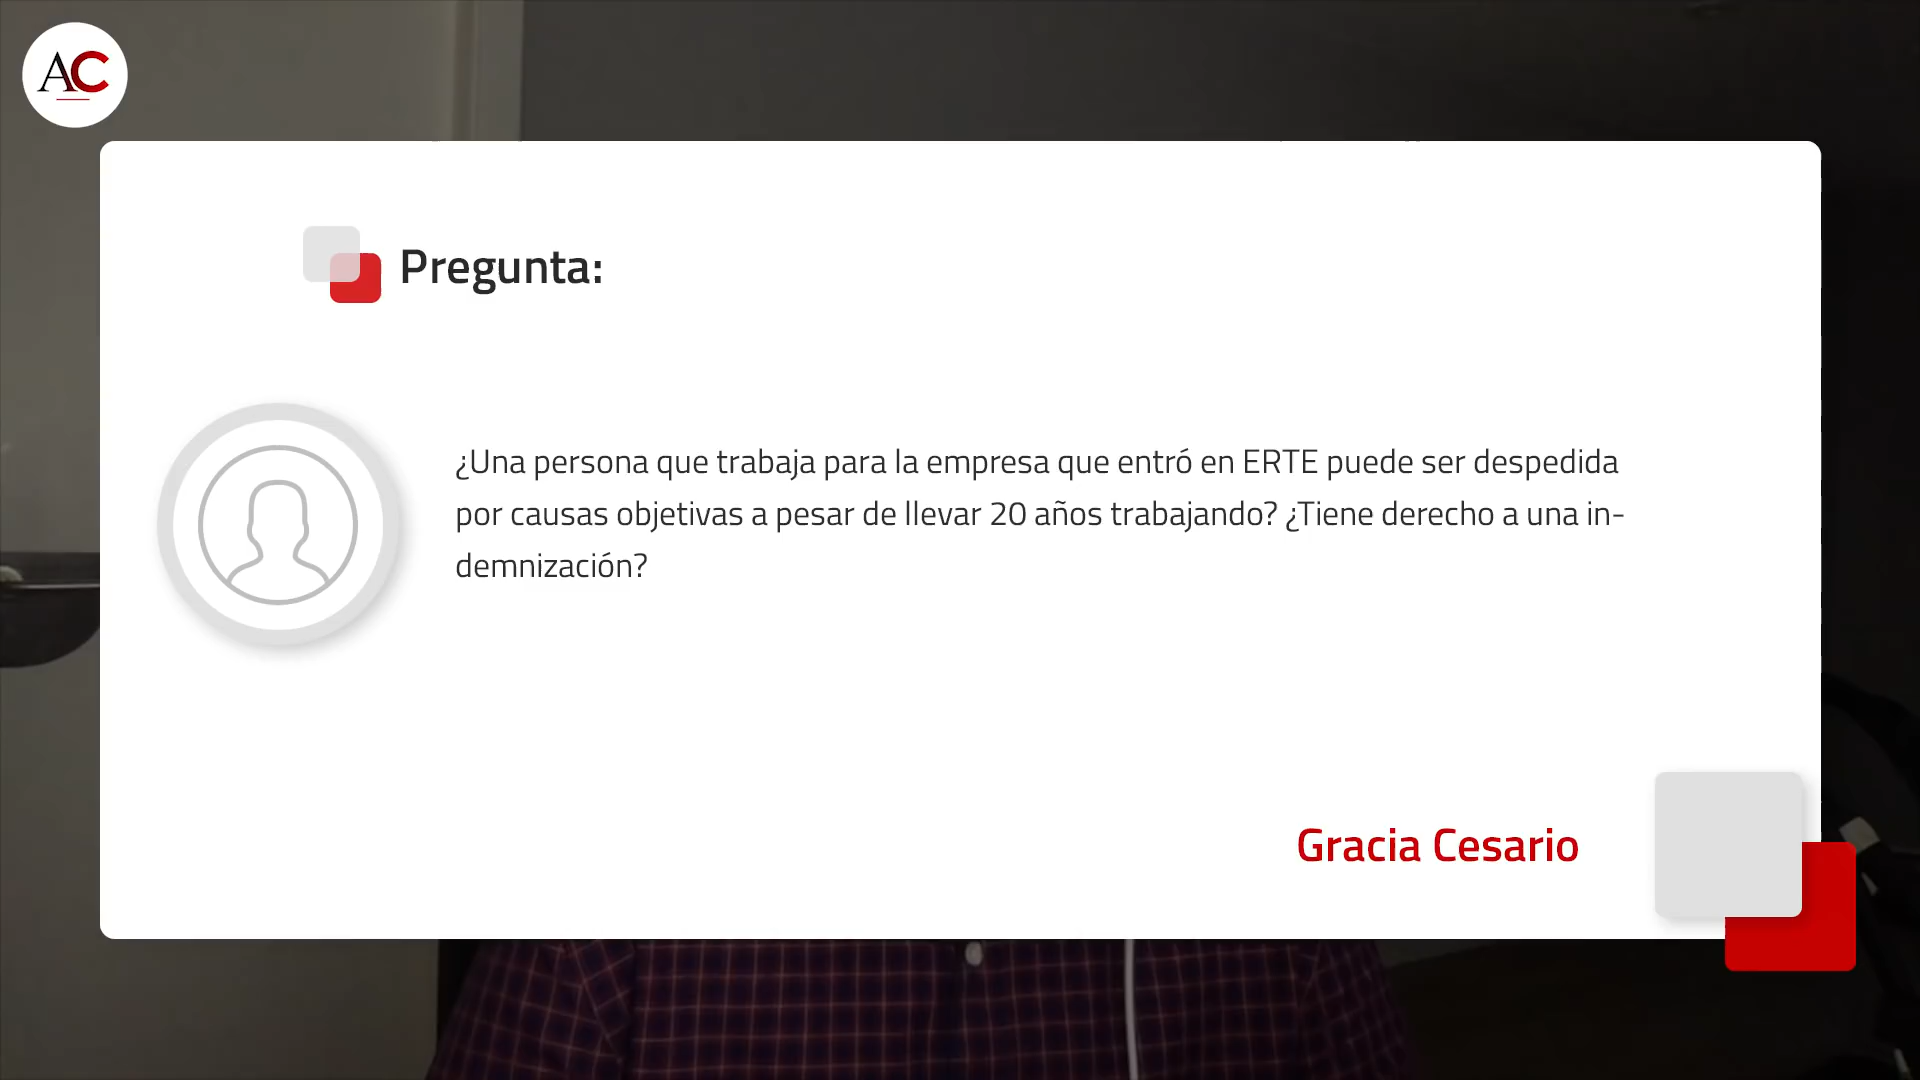 AC
Pregunta:
¿Una persona que trabaja para la empresa que entró en ERTE puede ser despedida
por causas objetivas a pesar de llevar 20 años trabajando? ¿Tiene derecho a una in-
demnización?
Gracia Cesario